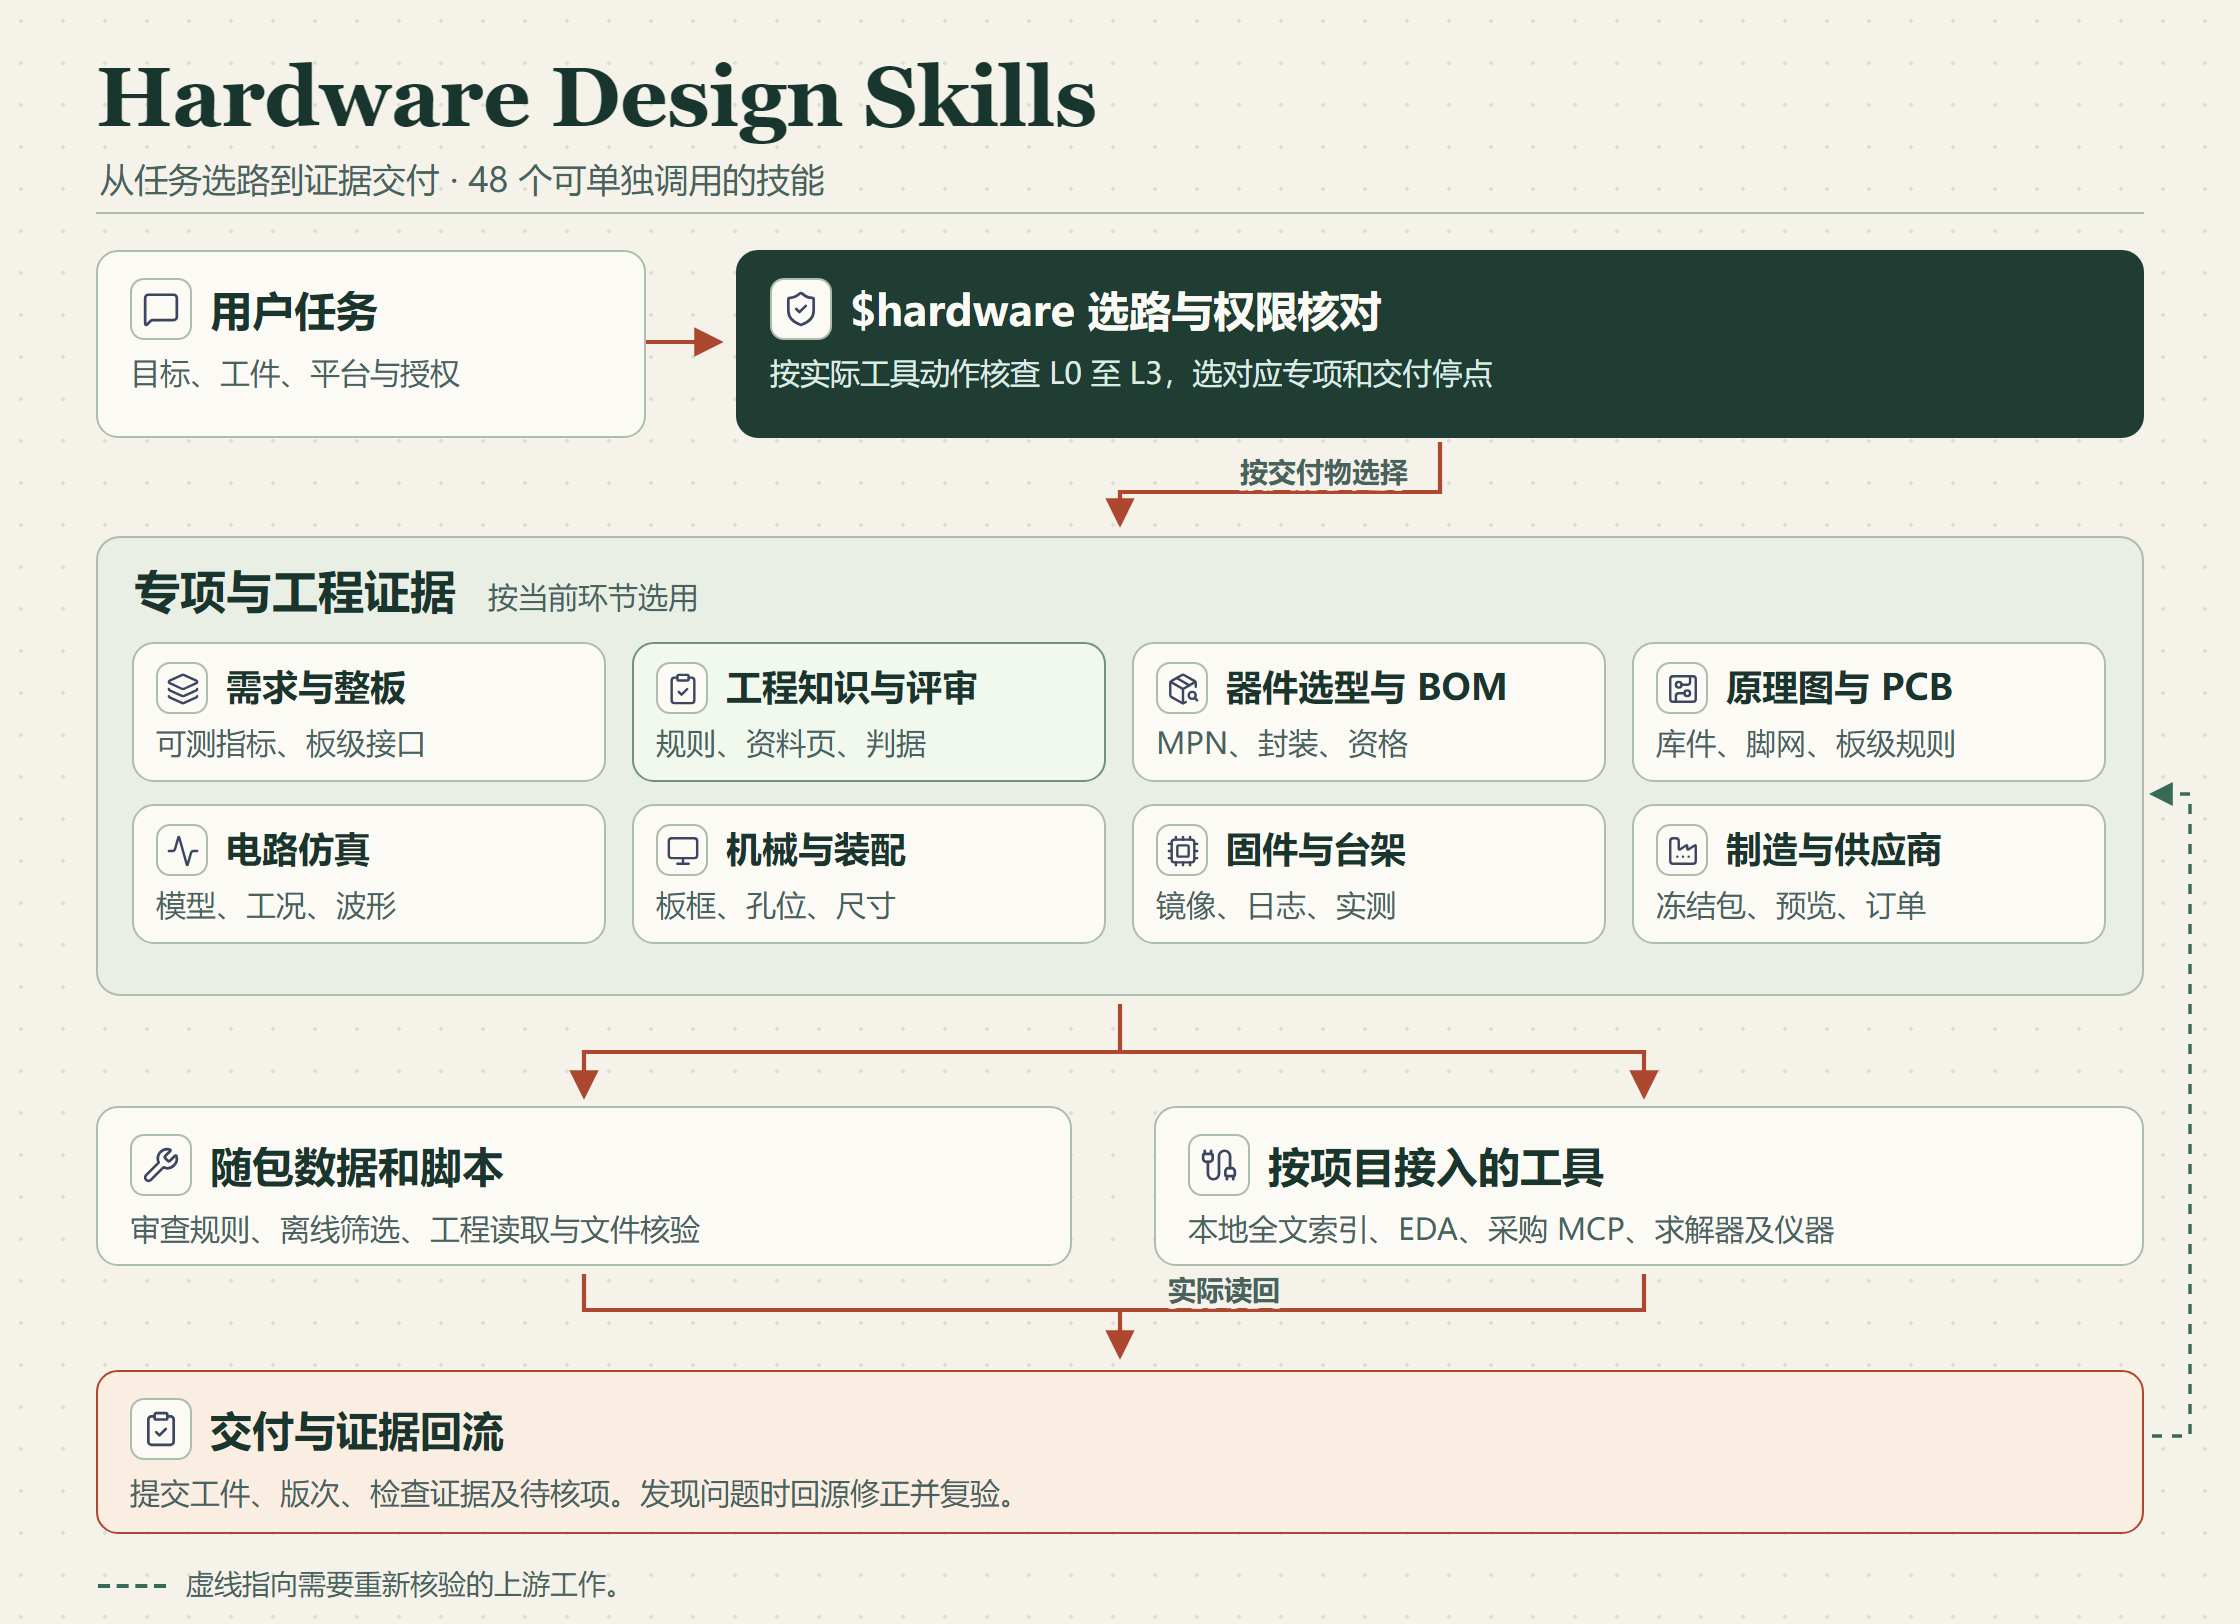 Hardware Design Skills
从任务选路到证据交付 · 48 个可单独调用的技能
用户任务
目标、工件、平台与授权
$hardware 选路与权限核对
按实际工具动作核查 L0 至 L3，选对应专项和交付停点
按交付物选择
专项与工程证据 按当前环节选用
需求与整板
可测指标、板级接口
工程知识与评审
规则、资料页、判据
器件选型与 BOM
MPN、封装、资格
原理图与 PCB
库件、脚网、板级规则
电路仿真
模型、工况、波形
机械与装配
板框、孔位、尺寸
固件与台架
镜像、日志、实测
制造与供应商
冻结包、预览、订单
随包数据和脚本
审查规则、离线筛选、工程读取与文件核验
按项目接入的工具
本地全文索引、EDA、采购 MCP、求解器及仪器
实际读回
交付与证据回流
提交工件、版次、检查证据及待核项。发现问题时回源修正并复验。
虚线指向需要重新核验的上游工作。